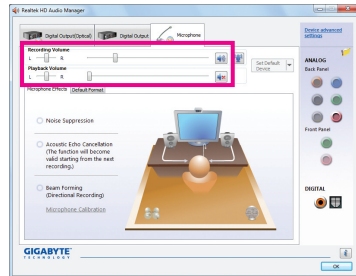 Realtek HD Audio Manager
Digital Output(Optical)
Digital Output
Microphone
Device advanced
settings
Recording Volume
L
R
Set Default
Device
Playback Volume
L
R
Microphone Effects
Default Format
Noise Suppression
Acoustic Echo Cancellation
(The function will become
valid starting from the next
recording.)
Beam Forming
(Directional Recording)
Microphone Calibration
ANALOG
Back Panel
Front Panel
DIGITAL
GIGABYTE
TECHNOLOGY
OK